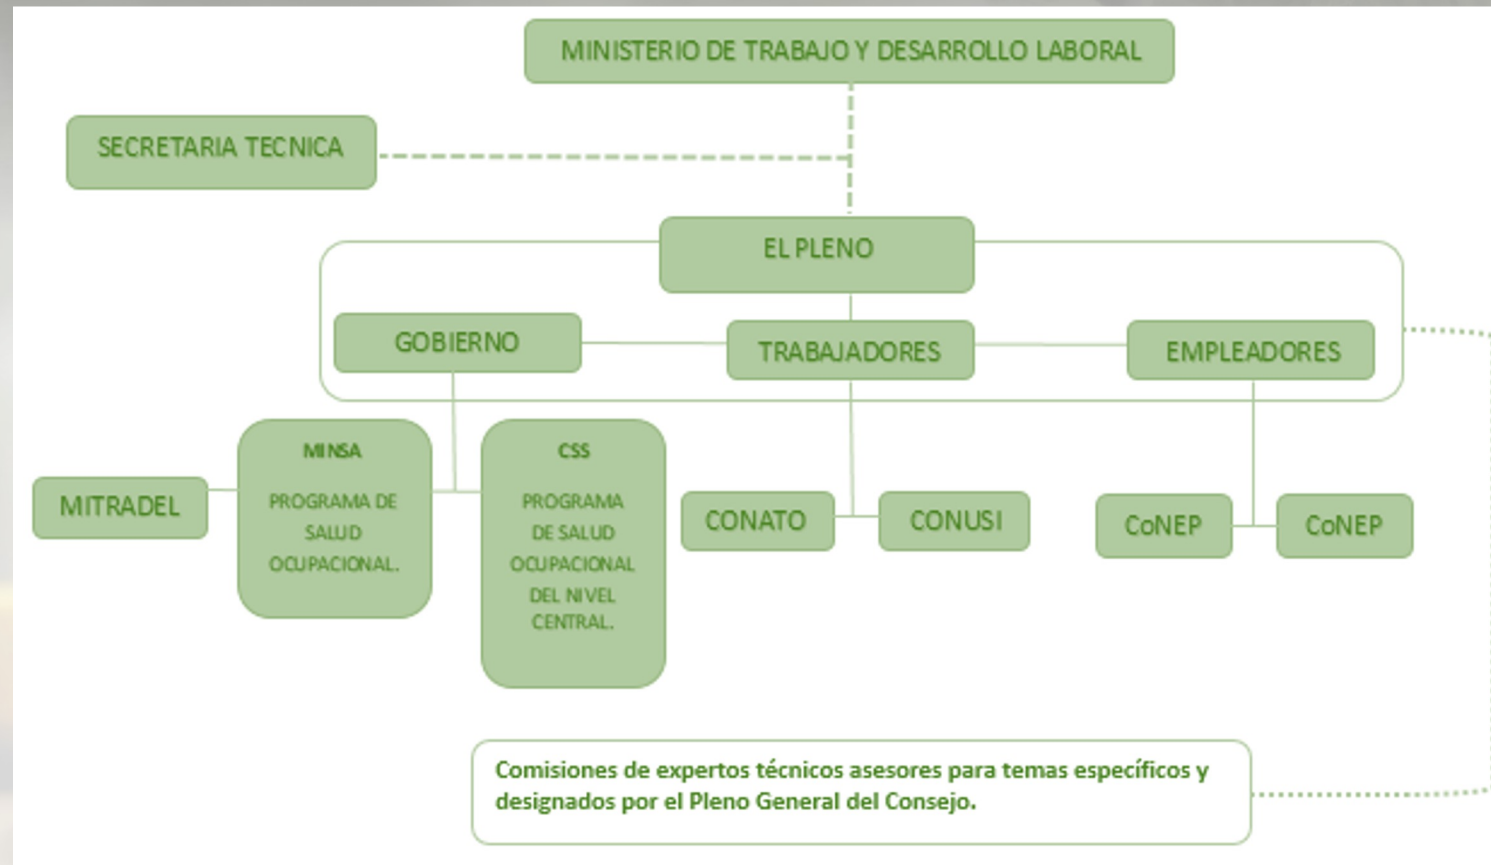 MINISTERIO DE TRABAJO Y DESARROLLO LABORAL
SECRETARIA TECNICA
EL PLENO
GOBIERNO
TRABAJADORES
EMPLEADORES
MITRADEL
MINSA
PROGRAMA DE
SALUD
OCUPACIONAL.
CSS
PROGRAMA
DE SALUD
OCUPACIONAL
DEL NIVEL
CENTRAL.
CONATO
CONUSI
CoNEP
CoNEP
Comisiones de expertos técnicos asesores para temas específicos y
designados por el Pleno General del Consejo.